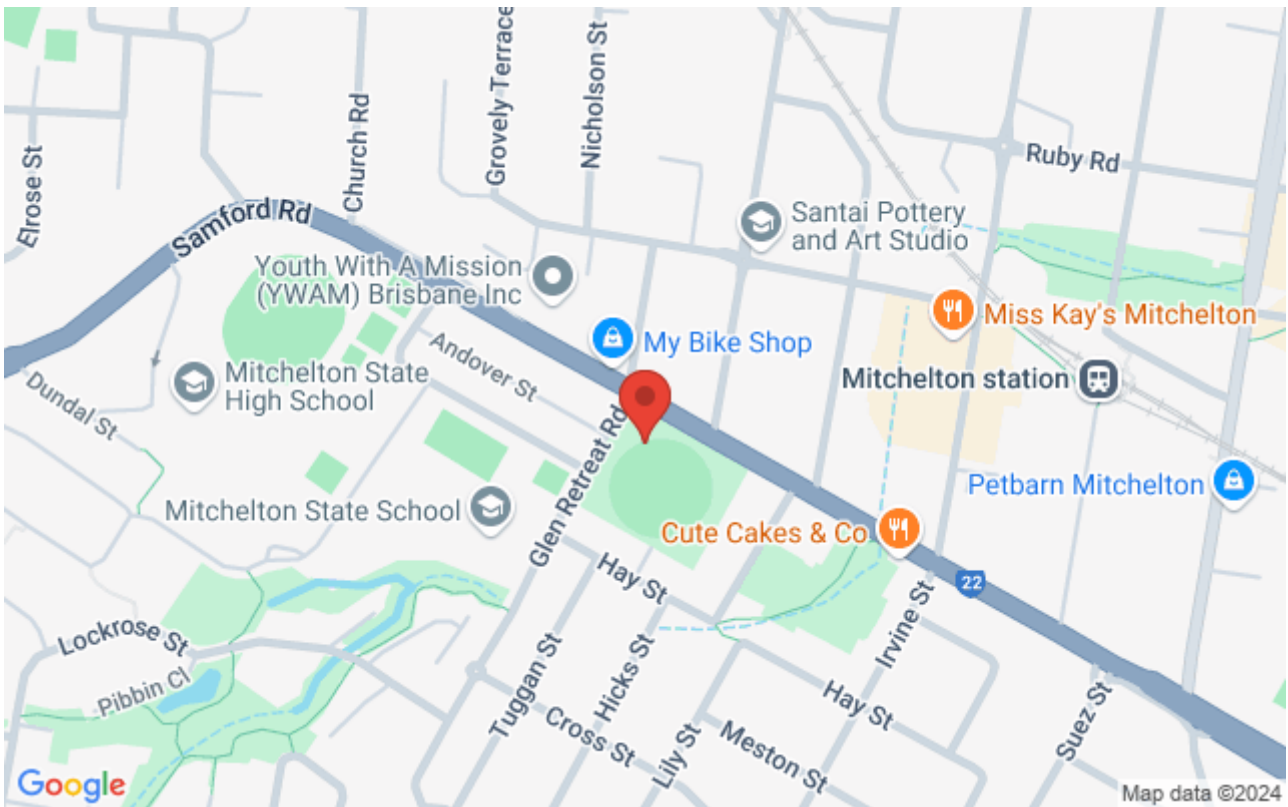 Grovely Terrace
Nicholson St
Church Rd
Elrose St
Ruby Rd
Samford Rd
Santai Pottery
and Art Studio
Youth With A Mission
(YWAM) Brisbane Inc
Miss Kay's Mitchelton
My Bike Shop
Andover St
Mitchelton State
High School
Mitchelton station
Dundal St
Glen Retreat Rd
Petbarn Mitchelton
Mitchelton State School
Cute Cakes & Co
Hay St
22
Irvine St
Lockrose St
Pibbin Cl
Tuggan St
Hicks St
Cross St
Lily St
Hay St
Meston St
Suez St
Google
Map data ©2024